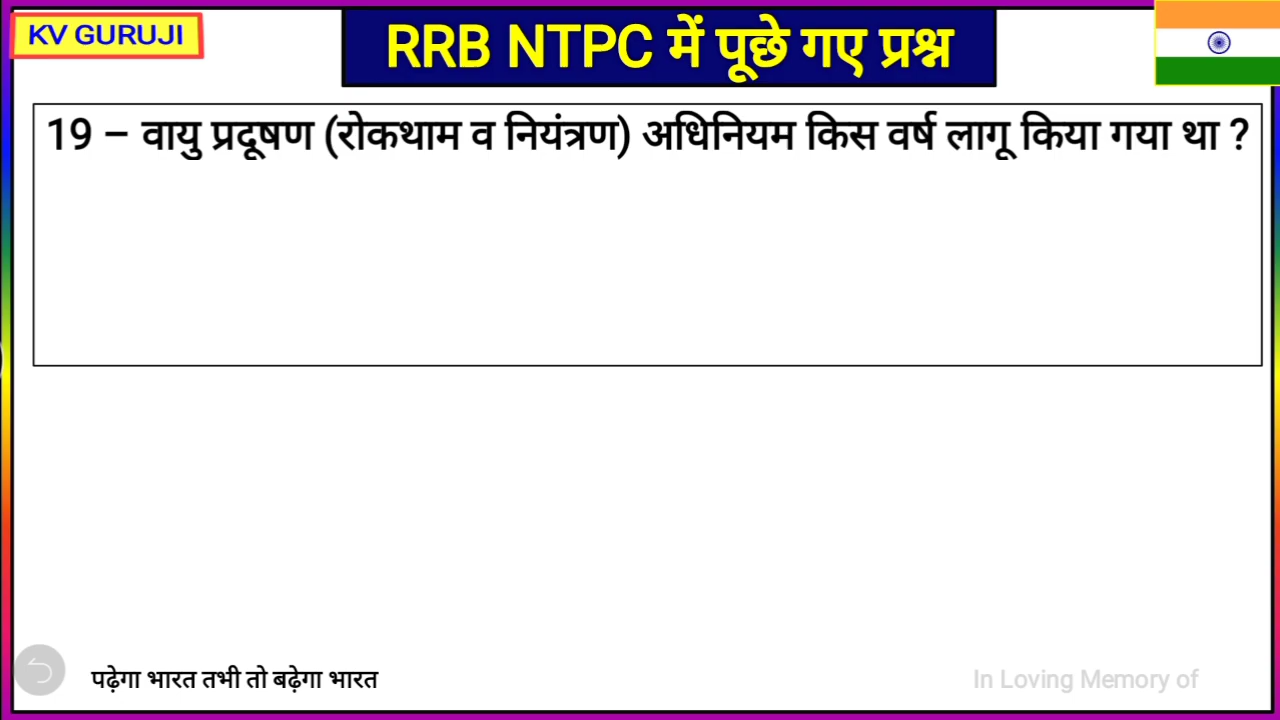 KV GURUJI
RRB NTPC में पूछे गए प्रश्न
19 – वायु प्रदूषण (रोकथाम व नियंत्रण) अधिनियम किस वर्ष लागू किया गया था ?
पढ़ेगा भारत तभी तो बढ़ेगा भारत
In Loving Memory of